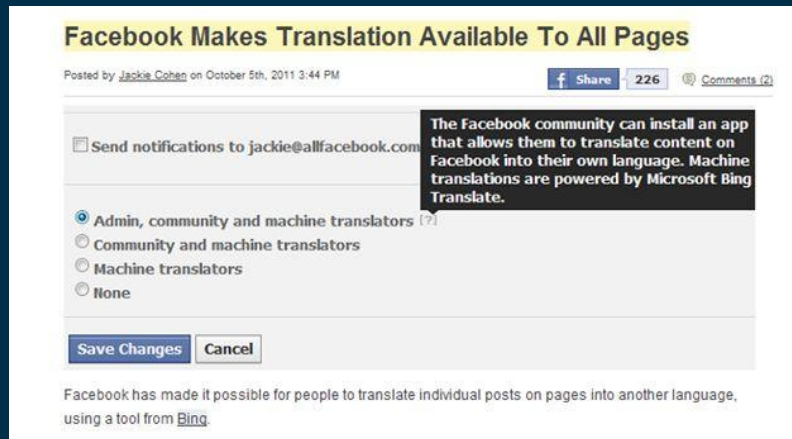 Facebook Makes Translation Available To All Pages
Posted by Jackie Cohen on October 5th, 2011 3:44 PM
f Share 226 Comments (2)
Send notifications to jackie@allfacebook.com
The Facebook community can install an app
that allows them to translate content on
Facebook into their own language. Machine
translations are powered by Microsoft Bing
Translate.
Admin, community and machine translators [?]
Community and machine translators
Machine translators
None
Save Changes Cancel
Facebook has made it possible for people to translate individual posts on pages into another language,
using a tool from Bing.